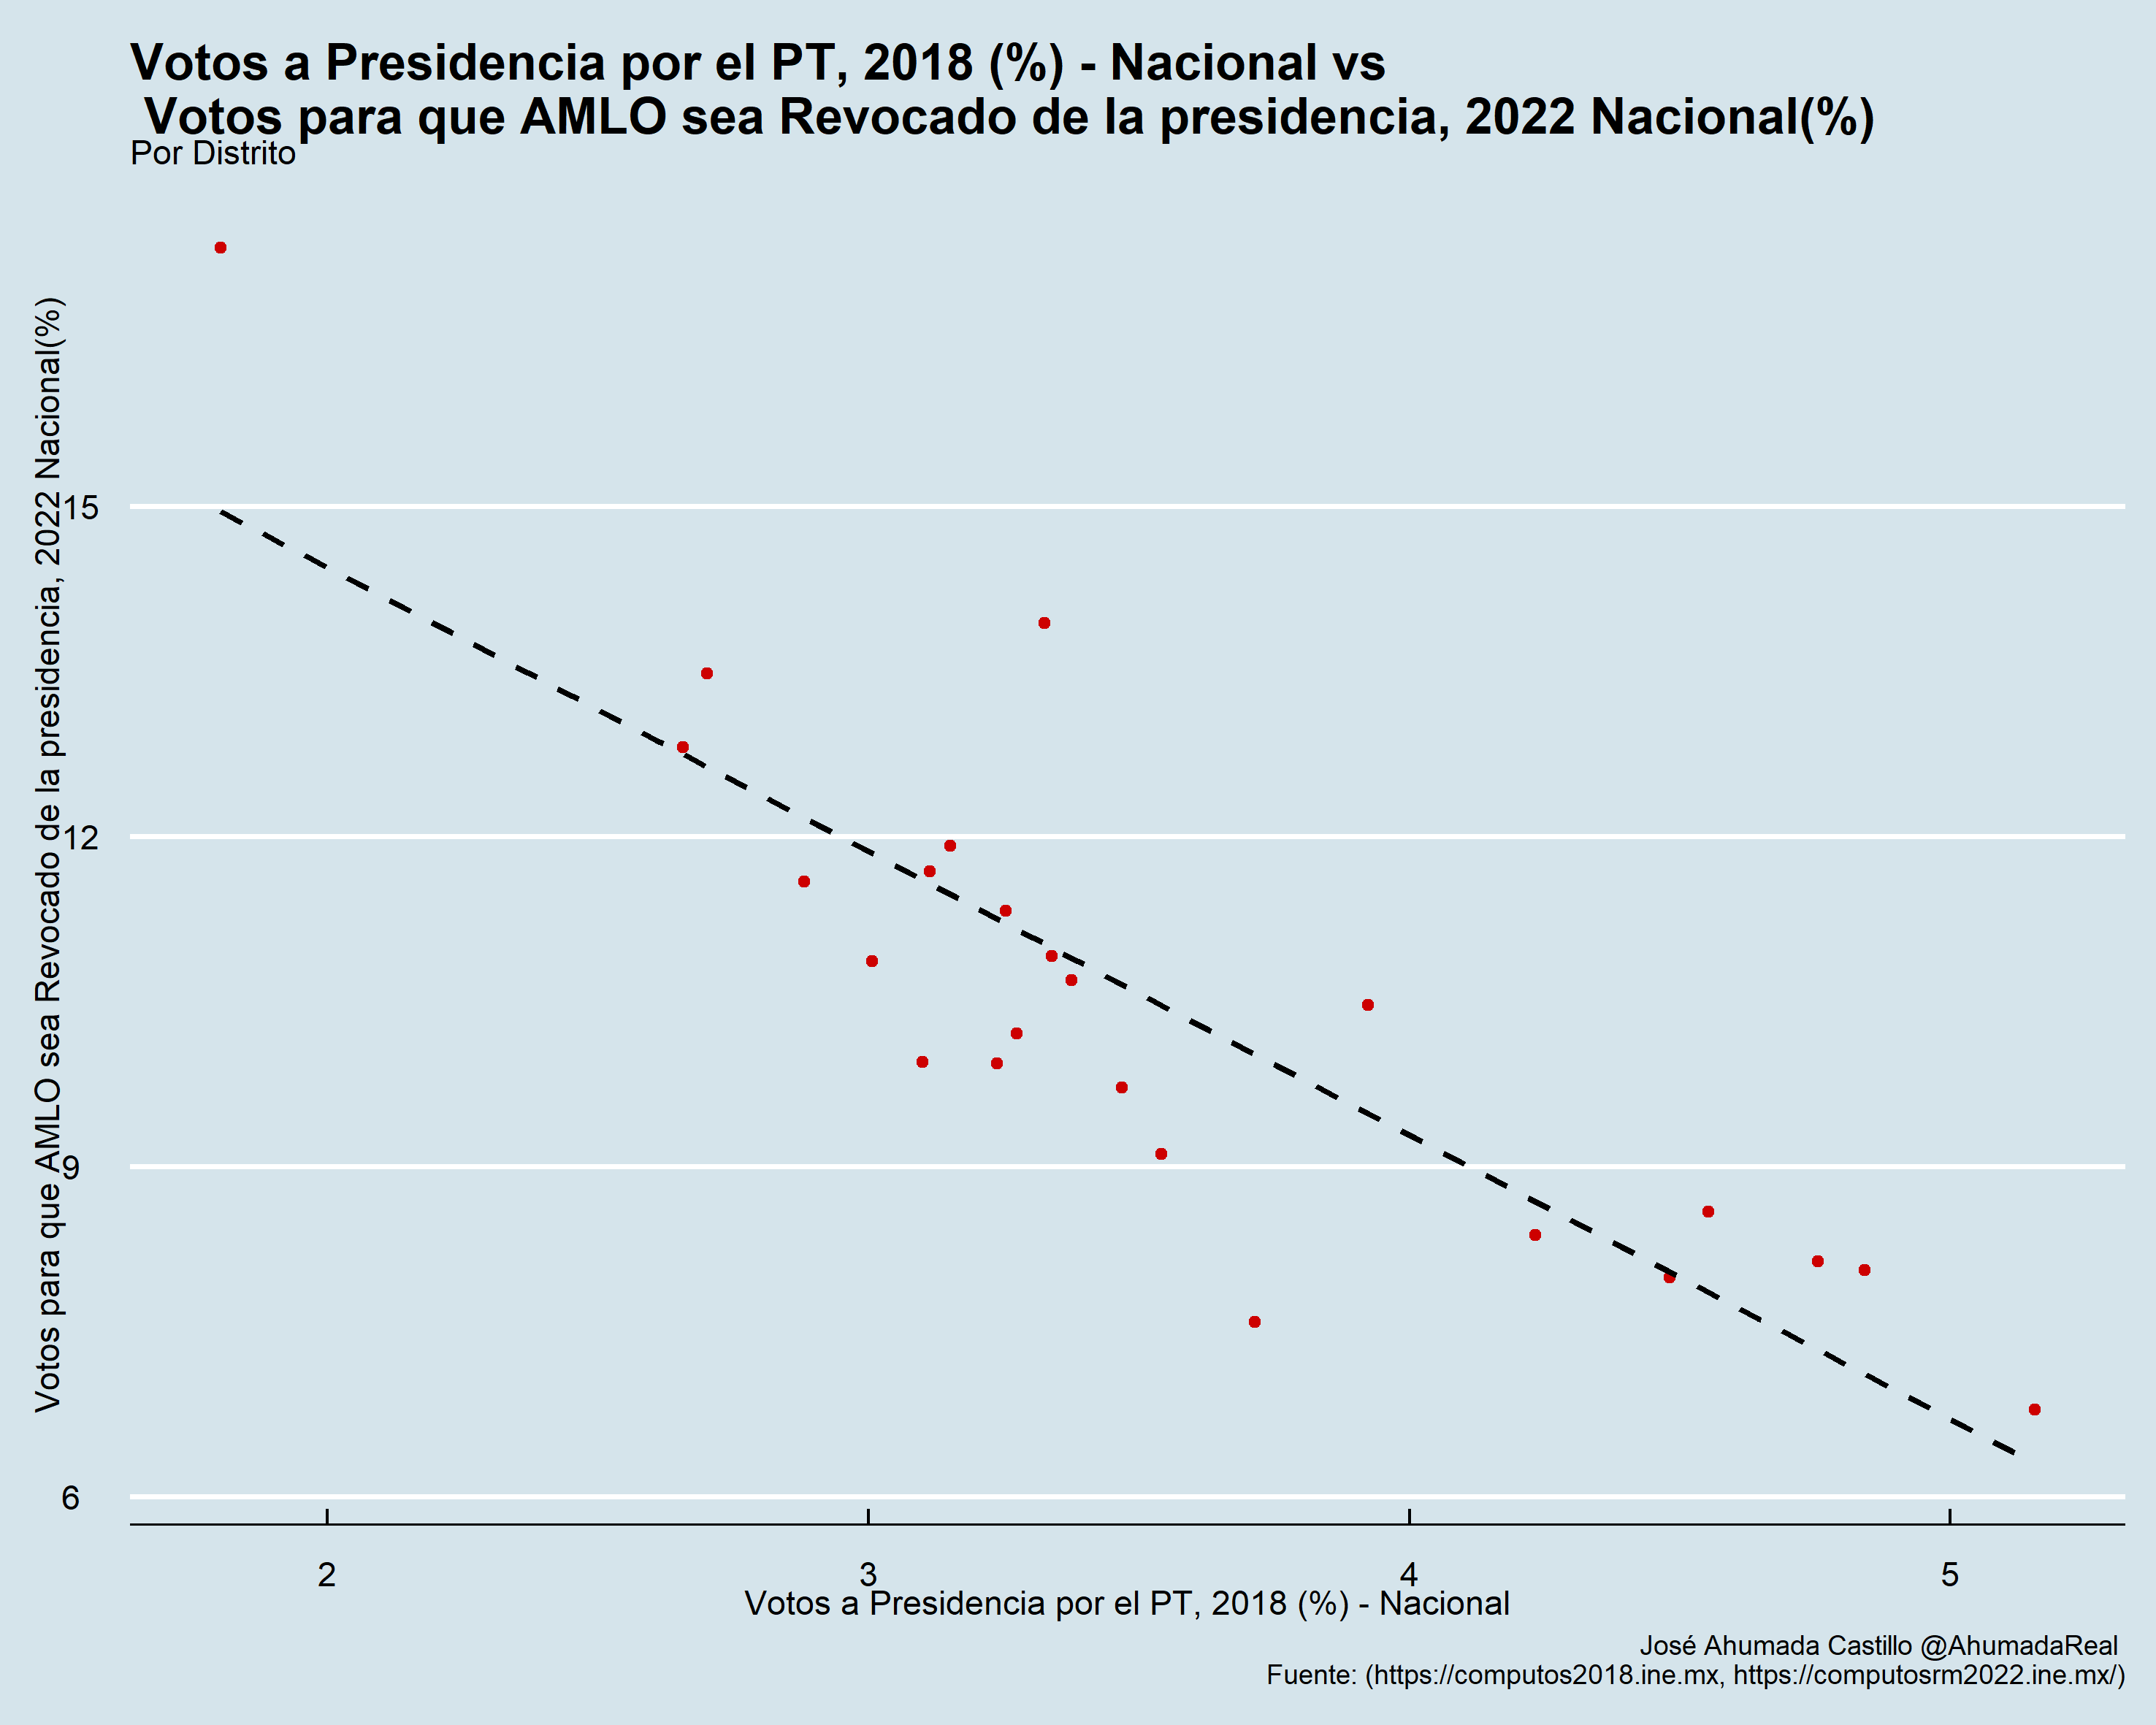 Votos a Presidencia por el PT, 2018 (%) - Nacional vs
Votos para que AMLO sea Revocado de la presidencia, 2022 Nacional(%)
Por Distrito
Votos para que AMLO sea Revocado de la presidencia, 2022 Nacional(%)
15
12
9
6
2
3
4
5
Votos a Presidencia por el PT, 2018 (%) - Nacional
José Ahumada Castillo @AhumadaReal
Fuente: (https://computos2018.ine.mx, https://computosrm2022.ine.mx/)